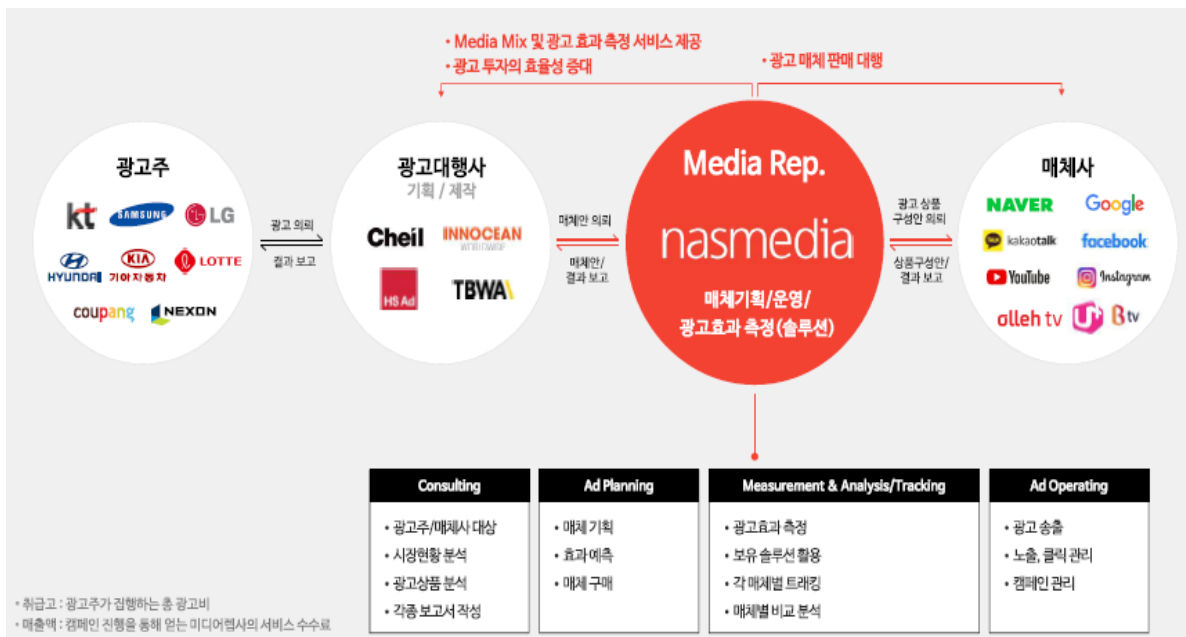 • Media Mix 및 광고 효과 측정 서비스 제공
• 광고 투자의 효율성 증대
• 광고 매체 판매 대행
광고주
kt
SAMSUNG
LG
HYUNDAI
KIA
기아자동차
LOTTE
coupang
NEXON
광고 의뢰
결과 보고
광고대행사
기획 / 제작
Cheil
INNOCEAN
WORLDWIDE
HS Ad
TBWA\
매체안 의뢰
매체안/
결과 보고
Media Rep.
nasmedia
매체기획/운영/
광고효과 측정(솔루션)
광고 상품
구성안 의뢰
상품구성안/
결과 보고
매체사
NAVER
Google
kakaotalk
facebook
YouTube
Instagram
olleh tv
U+
B tv
Consulting
• 광고주/매체사 대상
• 시장현황 분석
• 광고상품 분석
• 각종 보고서 작성
Ad Planning
• 매체 기획
• 효과 예측
• 매체 구매
Measurement & Analysis/Tracking
• 광고효과 측정
• 보유 솔루션 활용
• 각 매체별 트래킹
• 매체별 비교 분석
Ad Operating
• 광고 송출
• 노출, 클릭 관리
• 캠페인 관리
• 취급고 : 광고주가 집행하는 총 광고비
• 매출액 : 캠페인 진행을 통해 얻는 미디어렙사의 서비스 수수료